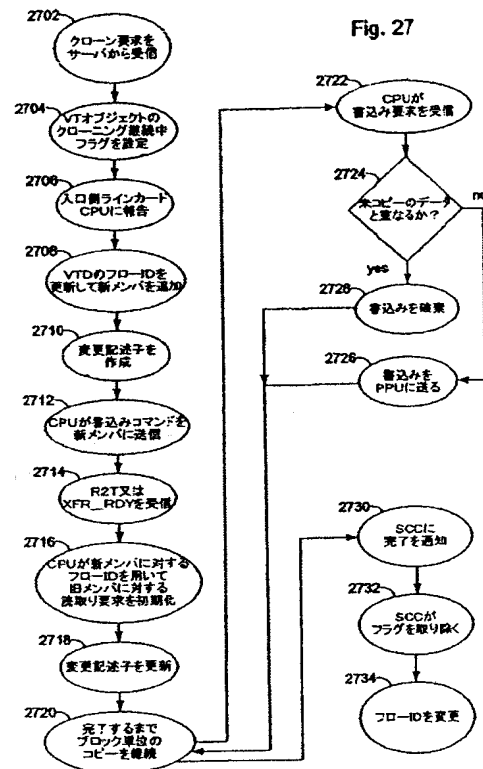 Fig. 27
2702
クローン要求を
サーバから受信
2704
VTオブジェクトの
クローニング継続中
フラグを設定
2706
入口側ラインカード
CPUに報告
2708
VTDのフローIDを
更新して新メンバを追加
2710
変更記述子を
作成
2712
CPUが書込みコマンドを
新メンバに送信
2714
R2T又は
XFR_RDYを受信
2716
CPUが新メンバに対する
フローIDを用いて
旧メンバに対する
読取り要求を初期化
2718
変更記述子を更新
2720
完了するまで
ブロック単位の
コピーを継続
2722
CPUが
書込み要求を受信
2724
未コピーのデータ
と重なるか?
no
yes
2728
書込みを破棄
2726
書込みを
PPUに送る
2730
SCCに
完了を通知
2732
SCCが
フラグを取り除く
2734
フローIDを変更